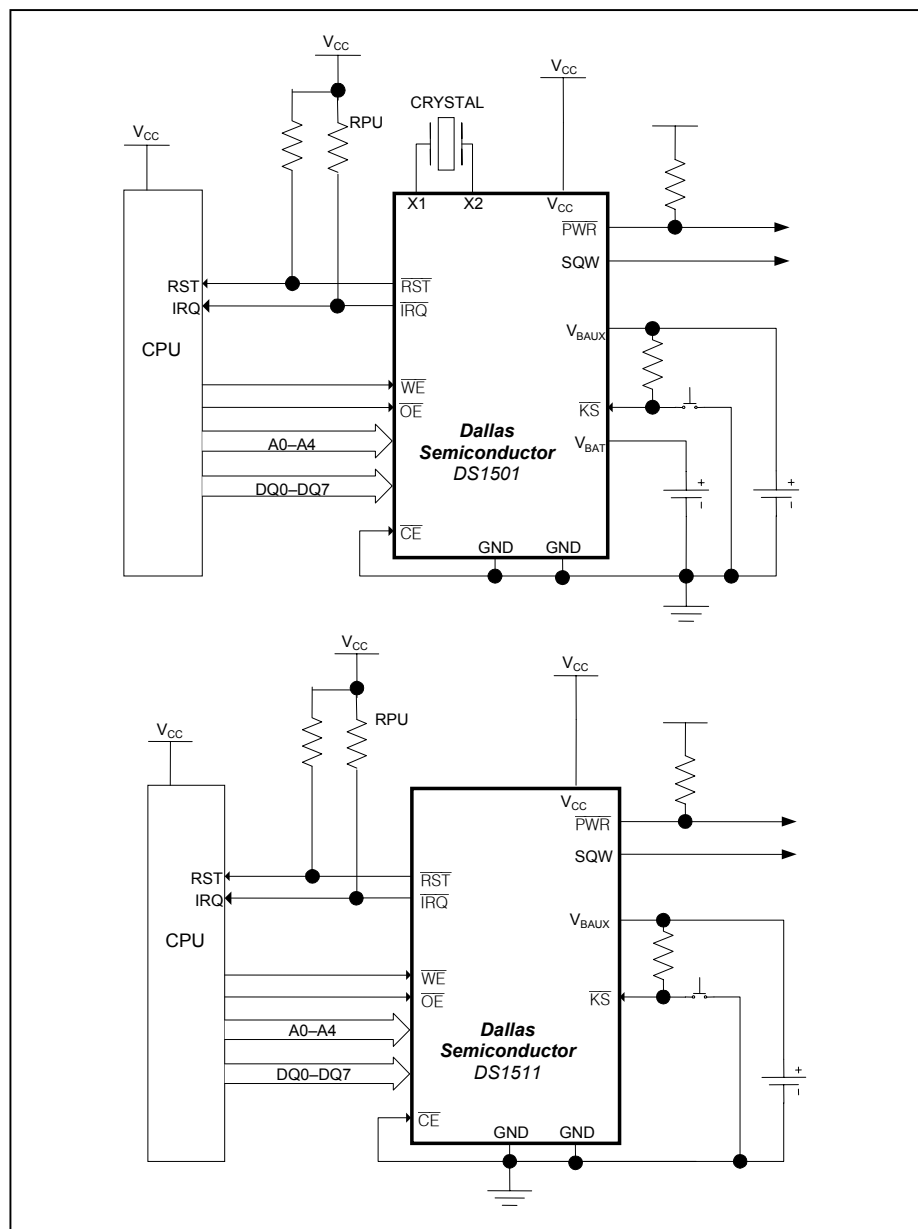 VCC
VCC
CRYSTAL
RPU
VCC
X1
X2
VCC
PWR
SQW
RST
RST
IRQ
IRQ
VBAUX
CPU
WE
OE
KS
A0–A4
Dallas
Semiconductor
DS1501
VBAT
DQ0–DQ7
+
-
+
-
CE
GND
GND
VCC
VCC
RPU
VCC
VCC
PWR
SQW
RST
RST
IRQ
IRQ
VBAUX
CPU
WE
OE
KS
A0–A4
Dallas
Semiconductor
DS1511
DQ0–DQ7
+
-
CE
GND
GND